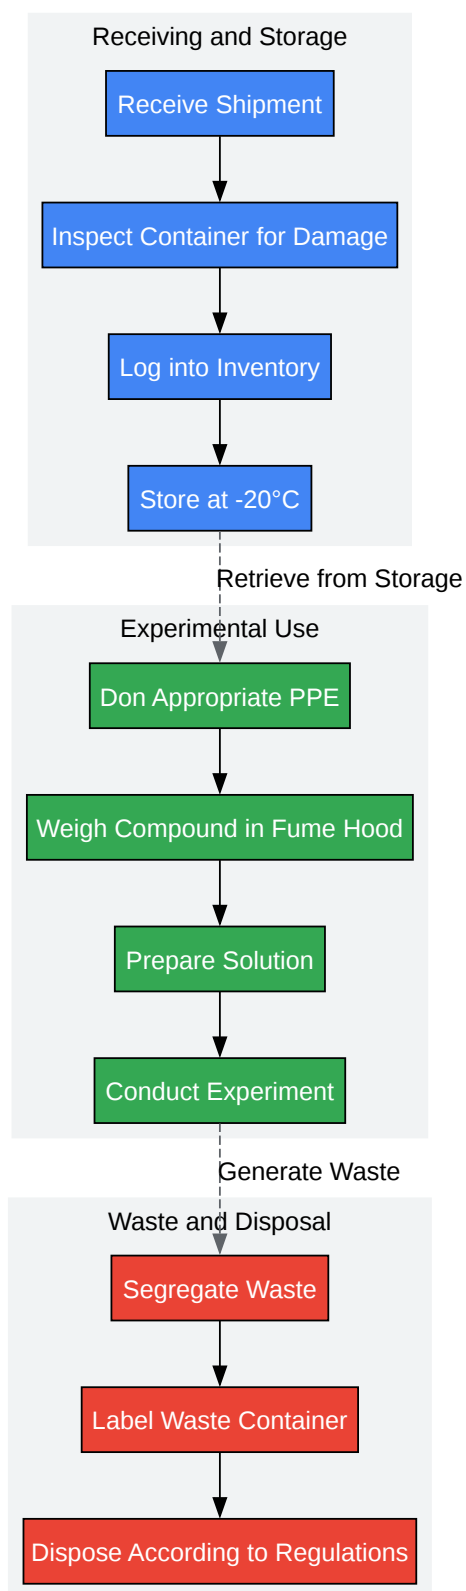 Receiving and Storage
Receive Shipment
Inspect Container for Damage
Log into Inventory
Store at -20°C
Retrieve from Storage
Experimental Use
Don Appropriate PPE
Weigh Compound in Fume Hood
Prepare Solution
Conduct Experiment
Generate Waste
Waste and Disposal
Segregate Waste
Label Waste Container
Dispose According to Regulations